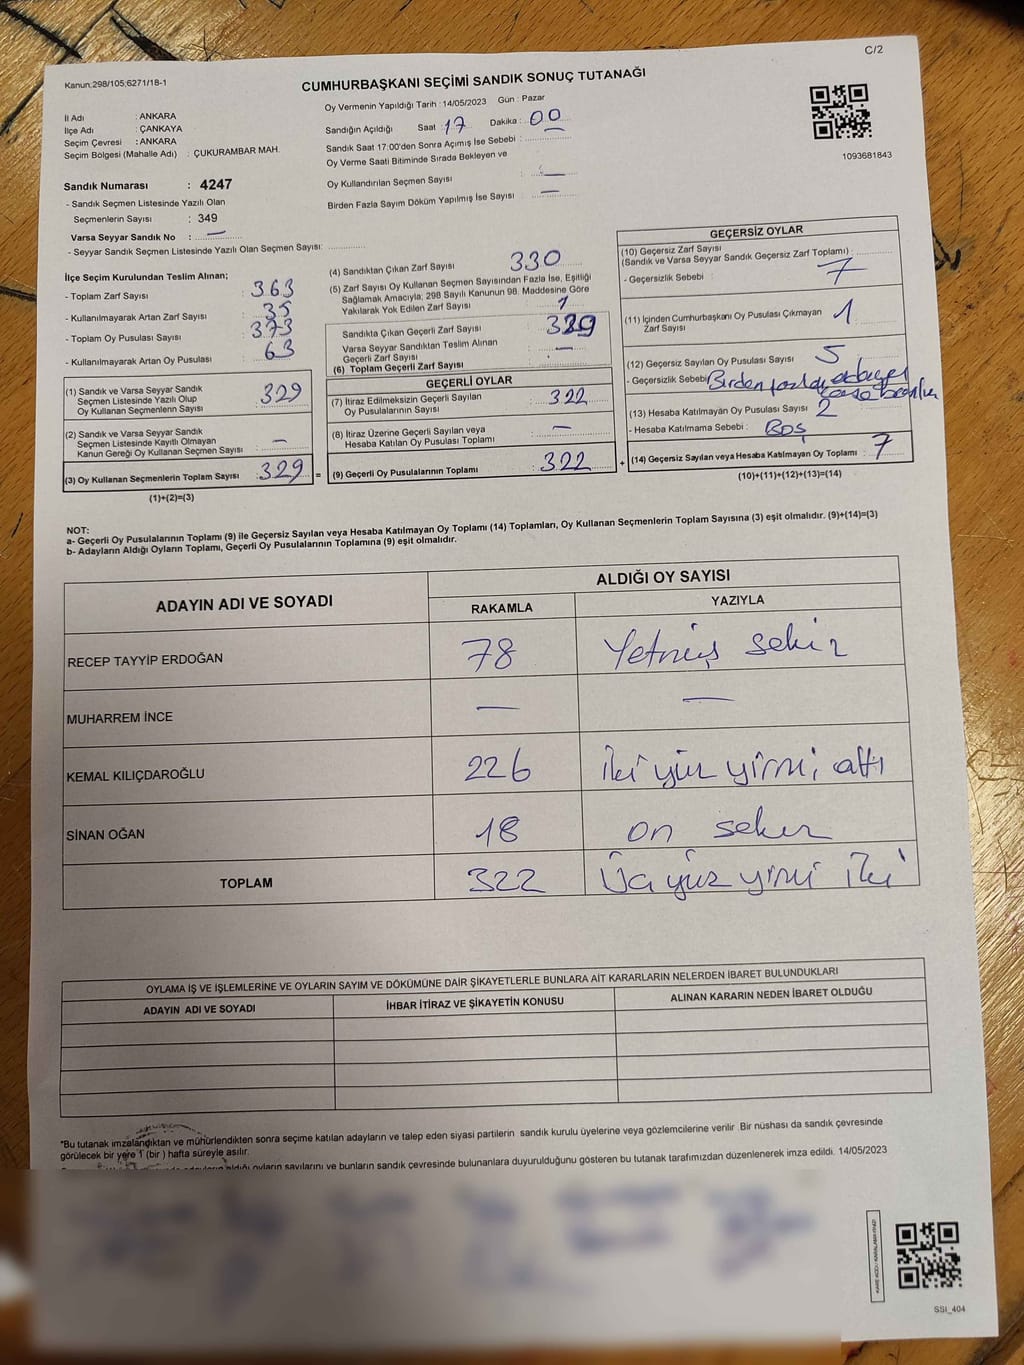 C/2
Kanun:298/105;6271/18-1
CUMHURBAŞKANI SEÇİMİ SANDIK SONUÇ TUTANAĞI
İl Adı : ANKARA
İlçe Adı : ÇANKAYA
Seçim Çevresi : ANKARA
Seçim Bölgesi (Mahalle Adı) : ÇUKURAMBAR MAH.
Sandık Numarası : 4247
- Sandık Seçmen Listesinde Yazılı Olan
Seçmenlerin Sayısı : 349
Varsa Seyyar Sandık No : —
- Seyyar Sandık Seçmen Listesinde Yazılı Olan Seçmen Sayısı:
Oy Vermenin Yapıldığı Tarih : 14/05/2023 Gün : Pazar
Sandığın Açıldığı Saat : 17 Dakika : 00
Sandık Saat 17:00'den Sonra Açımış İse Sebebi : —
Oy Verme Saati Bitiminde Sırada Bekleyen ve
Oy Kullandırılan Seçmen Sayısı : —
Birden Fazla Sayım Döküm Yapılmış İse Sayısı : —
1093681843
İlçe Seçim Kurulundan Teslim Alınan;
- Toplam Zarf Sayısı : 363
- Kullanılmayarak Artan Zarf Sayısı : 35
- Toplam Oy Pusulası Sayısı : 373
- Kullanılmayarak Artan Oy Pusulası : 63
(1) Sandık ve Varsa Seyyar Sandık
Seçmen Listesinde Yazılı Olup
Oy Kullanan Seçmenlerin Sayısı : 329
(2) Sandık ve Varsa Seyyar Sandık
Seçmen Listesinde Kayıtlı Olmayan
Kanun Gereği Oy Kullanan Seçmen Sayısı : —
(3) Oy Kullanan Seçmenlerin Toplam Sayısı : 329 =
(1)+(2)=(3)
(4) Sandıktan Çıkan Zarf Sayısı : 330
(5) Zarf Sayısı Oy Kullanan Seçmen Sayısından Fazla İse, Eşitliği
Sağlamak Amacıyla; 298 Sayılı Kanunun 98. Maddesine Göre
Yakılarak Yok Edilen Zarf Sayısı : 1
Sandıkta Çıkan Geçerli Zarf Sayısı : 329
Varsa Seyyar Sandıktan Teslim Alınan
Geçerli Zarf Sayısı : —
(6) Toplam Geçerli Zarf Sayısı :
GEÇERLİ OYLAR
(7) İtiraz Edilmeksizin Geçerli Sayılan
Oy Pusulalarının Sayısı : 322
(8) İtiraz Üzerine Geçerli Sayılan veya
Hesaba Katılan Oy Pusulası Toplamı : —
(9) Geçerli Oy Pusulalarının Toplamı : 322 +
GEÇERSİZ OYLAR
(10) Geçersiz Zarf Sayısı
(Sandık ve Varsa Seyyar Sandık Geçersiz Zarf Toplamı) :
- Geçersizlik Sebebi : 7
(11) İçinden Cumhurbaşkanı Oy Pusulası Çıkmayan
Zarf Sayısı : 1
(12) Geçersiz Sayılan Oy Pusulası Sayısı : 5
- Geçersizlik Sebebi : Birden fazla
(13) Hesaba Katılmayan Oy Pusulası Sayısı : 2
- Hesaba Katılmama Sebebi : Boş
(14) Geçersiz Sayılan veya Hesaba Katılmayan Oy Toplamı : 7
(10)+(11)+(12)+(13)=(14)
NOT:
a- Geçerli Oy Pusulalarının Toplamı (9) ile Geçersiz Sayılan veya Hesaba Katılmayan Oy Toplamı (14) Toplamları, Oy Kullanan Seçmenlerin Toplam Sayısına (3) eşit olmalıdır. (9)+(14)=(3)
b- Adayların Aldığı Oyların Toplamı, Geçerli Oy Pusulalarının Toplamına (9) eşit olmalıdır.
ADAYIN ADI VE SOYADI ALDIĞI OY SAYISI
RAKAMLA YAZIYLA
RECEP TAYYİP ERDOĞAN 78 Yetmiş sekiz
MUHARREM İNCE — —
KEMAL KILIÇDAROĞLU 226 iki yüz yirmi altı
SİNAN OĞAN 18 on sekiz
TOPLAM 322 Üç yüz yirmi iki
OYLAMA İŞ VE İŞLEMLERİNE VE OYLARIN SAYIM VE DÖKÜMÜNE DAİR ŞİKAYETLERLE BUNLARA AİT KARARLARIN NELERDEN İBARET BULUNDUKLARI
ADAYIN ADI VE SOYADI İHBAR İTİRAZ VE ŞİKAYETİN KONUSU ALINAN KARARIN NEDEN İBARET OLDUĞU
*Bu tutanak imzalandıktan ve mühürlendikten sonra seçime katılan adayların ve talep eden siyasi partilerin sandık kurulu üyelerine veya gözlemcilerine verilir. Bir nüshası da sandık çevresinde
görülecek bir yere 1 (bir ) hafta süreyle asılır.
aldığı oyların sayılarını ve bunların sandık çevresinde bulunanlara duyurulduğunu gösteren bu tutanak tarafımızdan düzenlenerek imza edildi. 14/05/2023
SSI_404